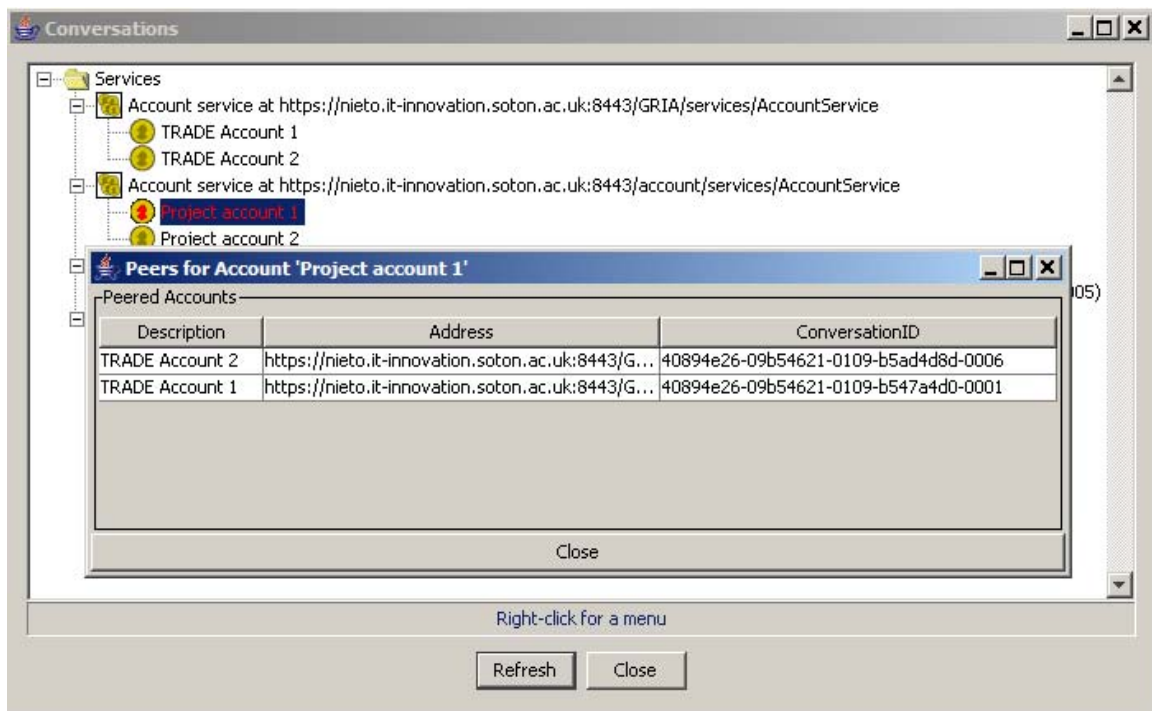 Conversations
Services
Account service at https://nieto.it-innovation.soton.ac.uk:8443/GRIA/services/AccountService
TRADE Account 1
TRADE Account 2
Account service at https://nieto.it-innovation.soton.ac.uk:8443/account/services/AccountService
Project account 1
Project account 2
Peers for Account 'Project account 1'
005)
Peered Accounts
Description Address ConversationID
TRADE Account 2 https://nieto.it-innovation.soton.ac.uk:8443/G... 40894e26-09b54621-0109-b5ad4d8d-0006
TRADE Account 1 https://nieto.it-innovation.soton.ac.uk:8443/G... 40894e26-09b54621-0109-b547a4d0-0001
Close
Right-click for a menu
Refresh Close